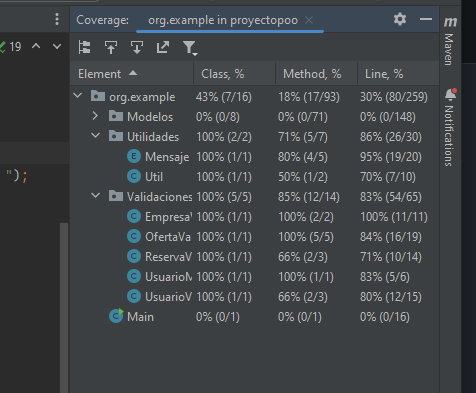 Coverage: org.example in proyectopoo
19
Element Class, % Method, % Line, %
org.example 43% (7/16) 18% (17/93) 30% (80/259)
Modelos 0% (0/8) 0% (0/71) 0% (0/148)
Utilidades 100% (2/2) 71% (5/7) 86% (26/30)
E Mensaje 100% (1/1) 80% (4/5) 95% (19/20)
C Util 100% (1/1) 50% (1/2) 70% (7/10)
"); Validaciones 100% (5/5) 85% (12/14) 83% (54/65)
C EmpresaV 100% (1/1) 100% (2/2) 100% (11/11)
C OfertaVa 100% (1/1) 100% (5/5) 84% (16/19)
C ReservaV 100% (1/1) 66% (2/3) 71% (10/14)
C UsuarioM 100% (1/1) 100% (1/1) 83% (5/6)
C UsuarioV 100% (1/1) 66% (2/3) 80% (12/15)
C Main 0% (0/1) 0% (0/1) 0% (0/16)
m Maven
Notifications